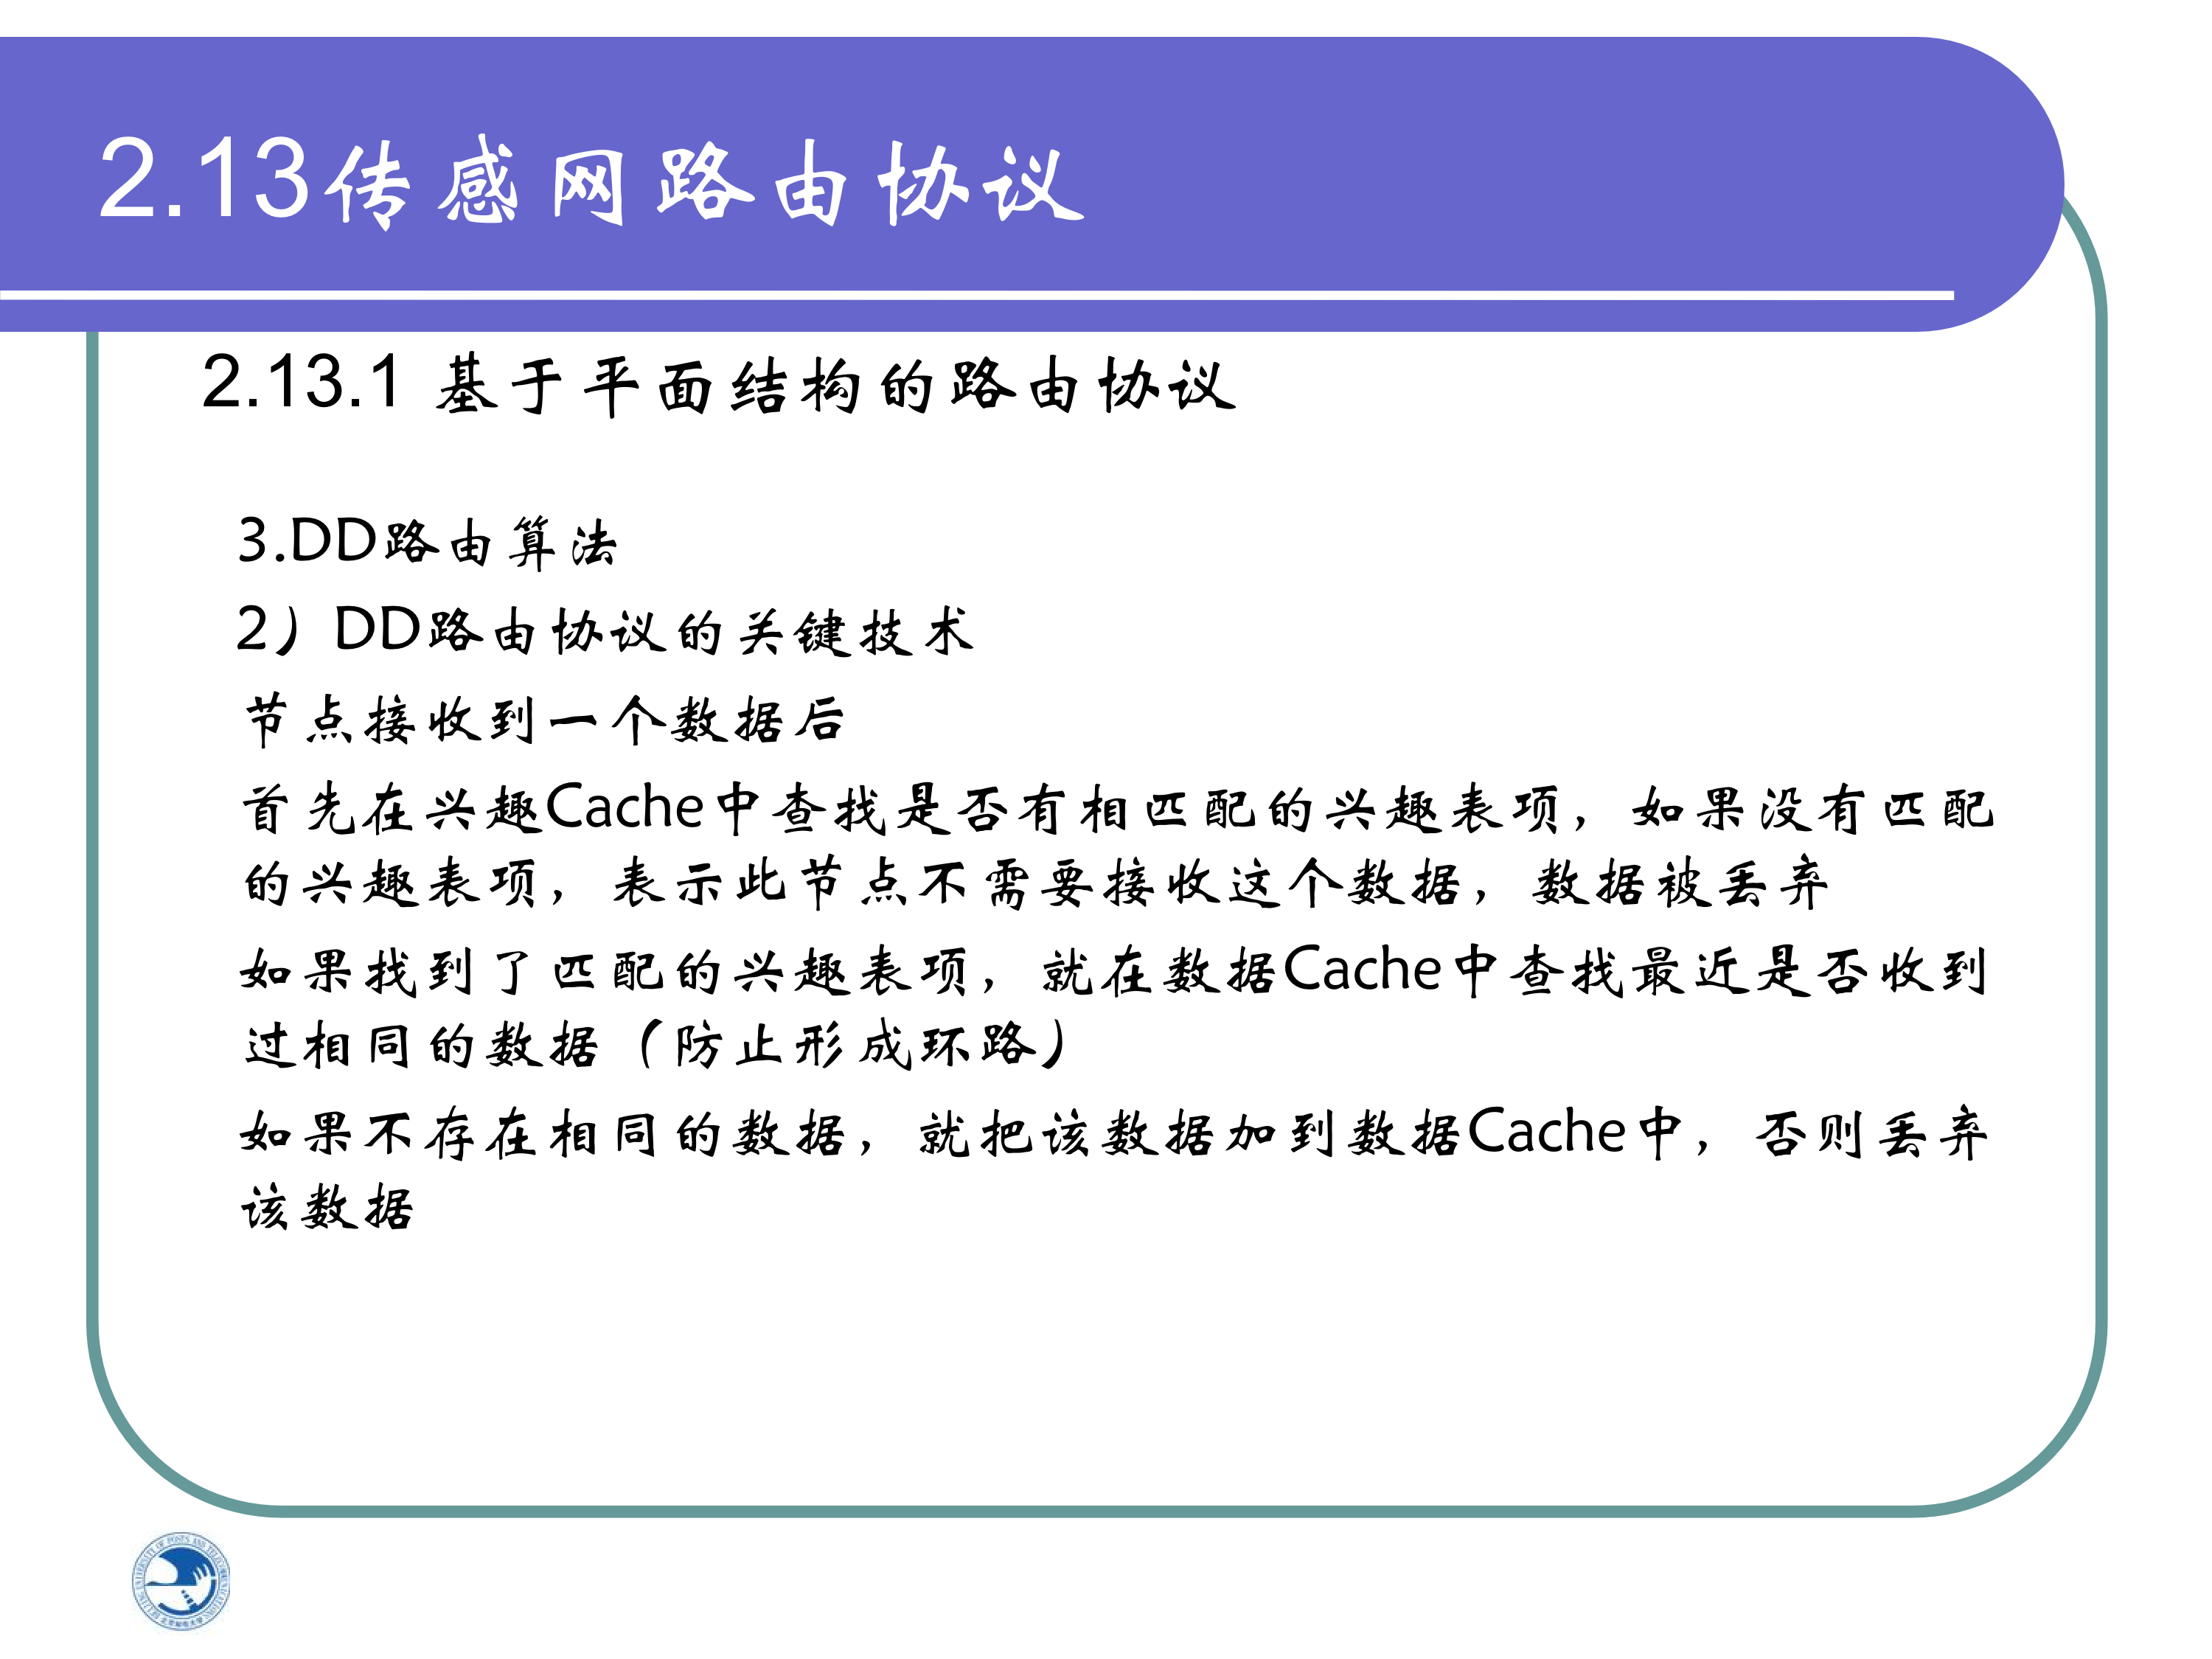 2.13传感网路由协议
2.13.1 基于平面结构的路由协议
3.DD路由算法
2）DD路由协议的关键技术
节点接收到一个数据后
首先在兴趣Cache中查找是否有相匹配的兴趣表项，如果没有匹配
的兴趣表项，表示此节点不需要接收这个数据，数据被丢弃
如果找到了匹配的兴趣表项，就在数据Cache中查找最近是否收到
过相同的数据（防止形成环路）
如果不存在相同的数据，就把该数据加到数据Cache中，否则丢弃
该数据